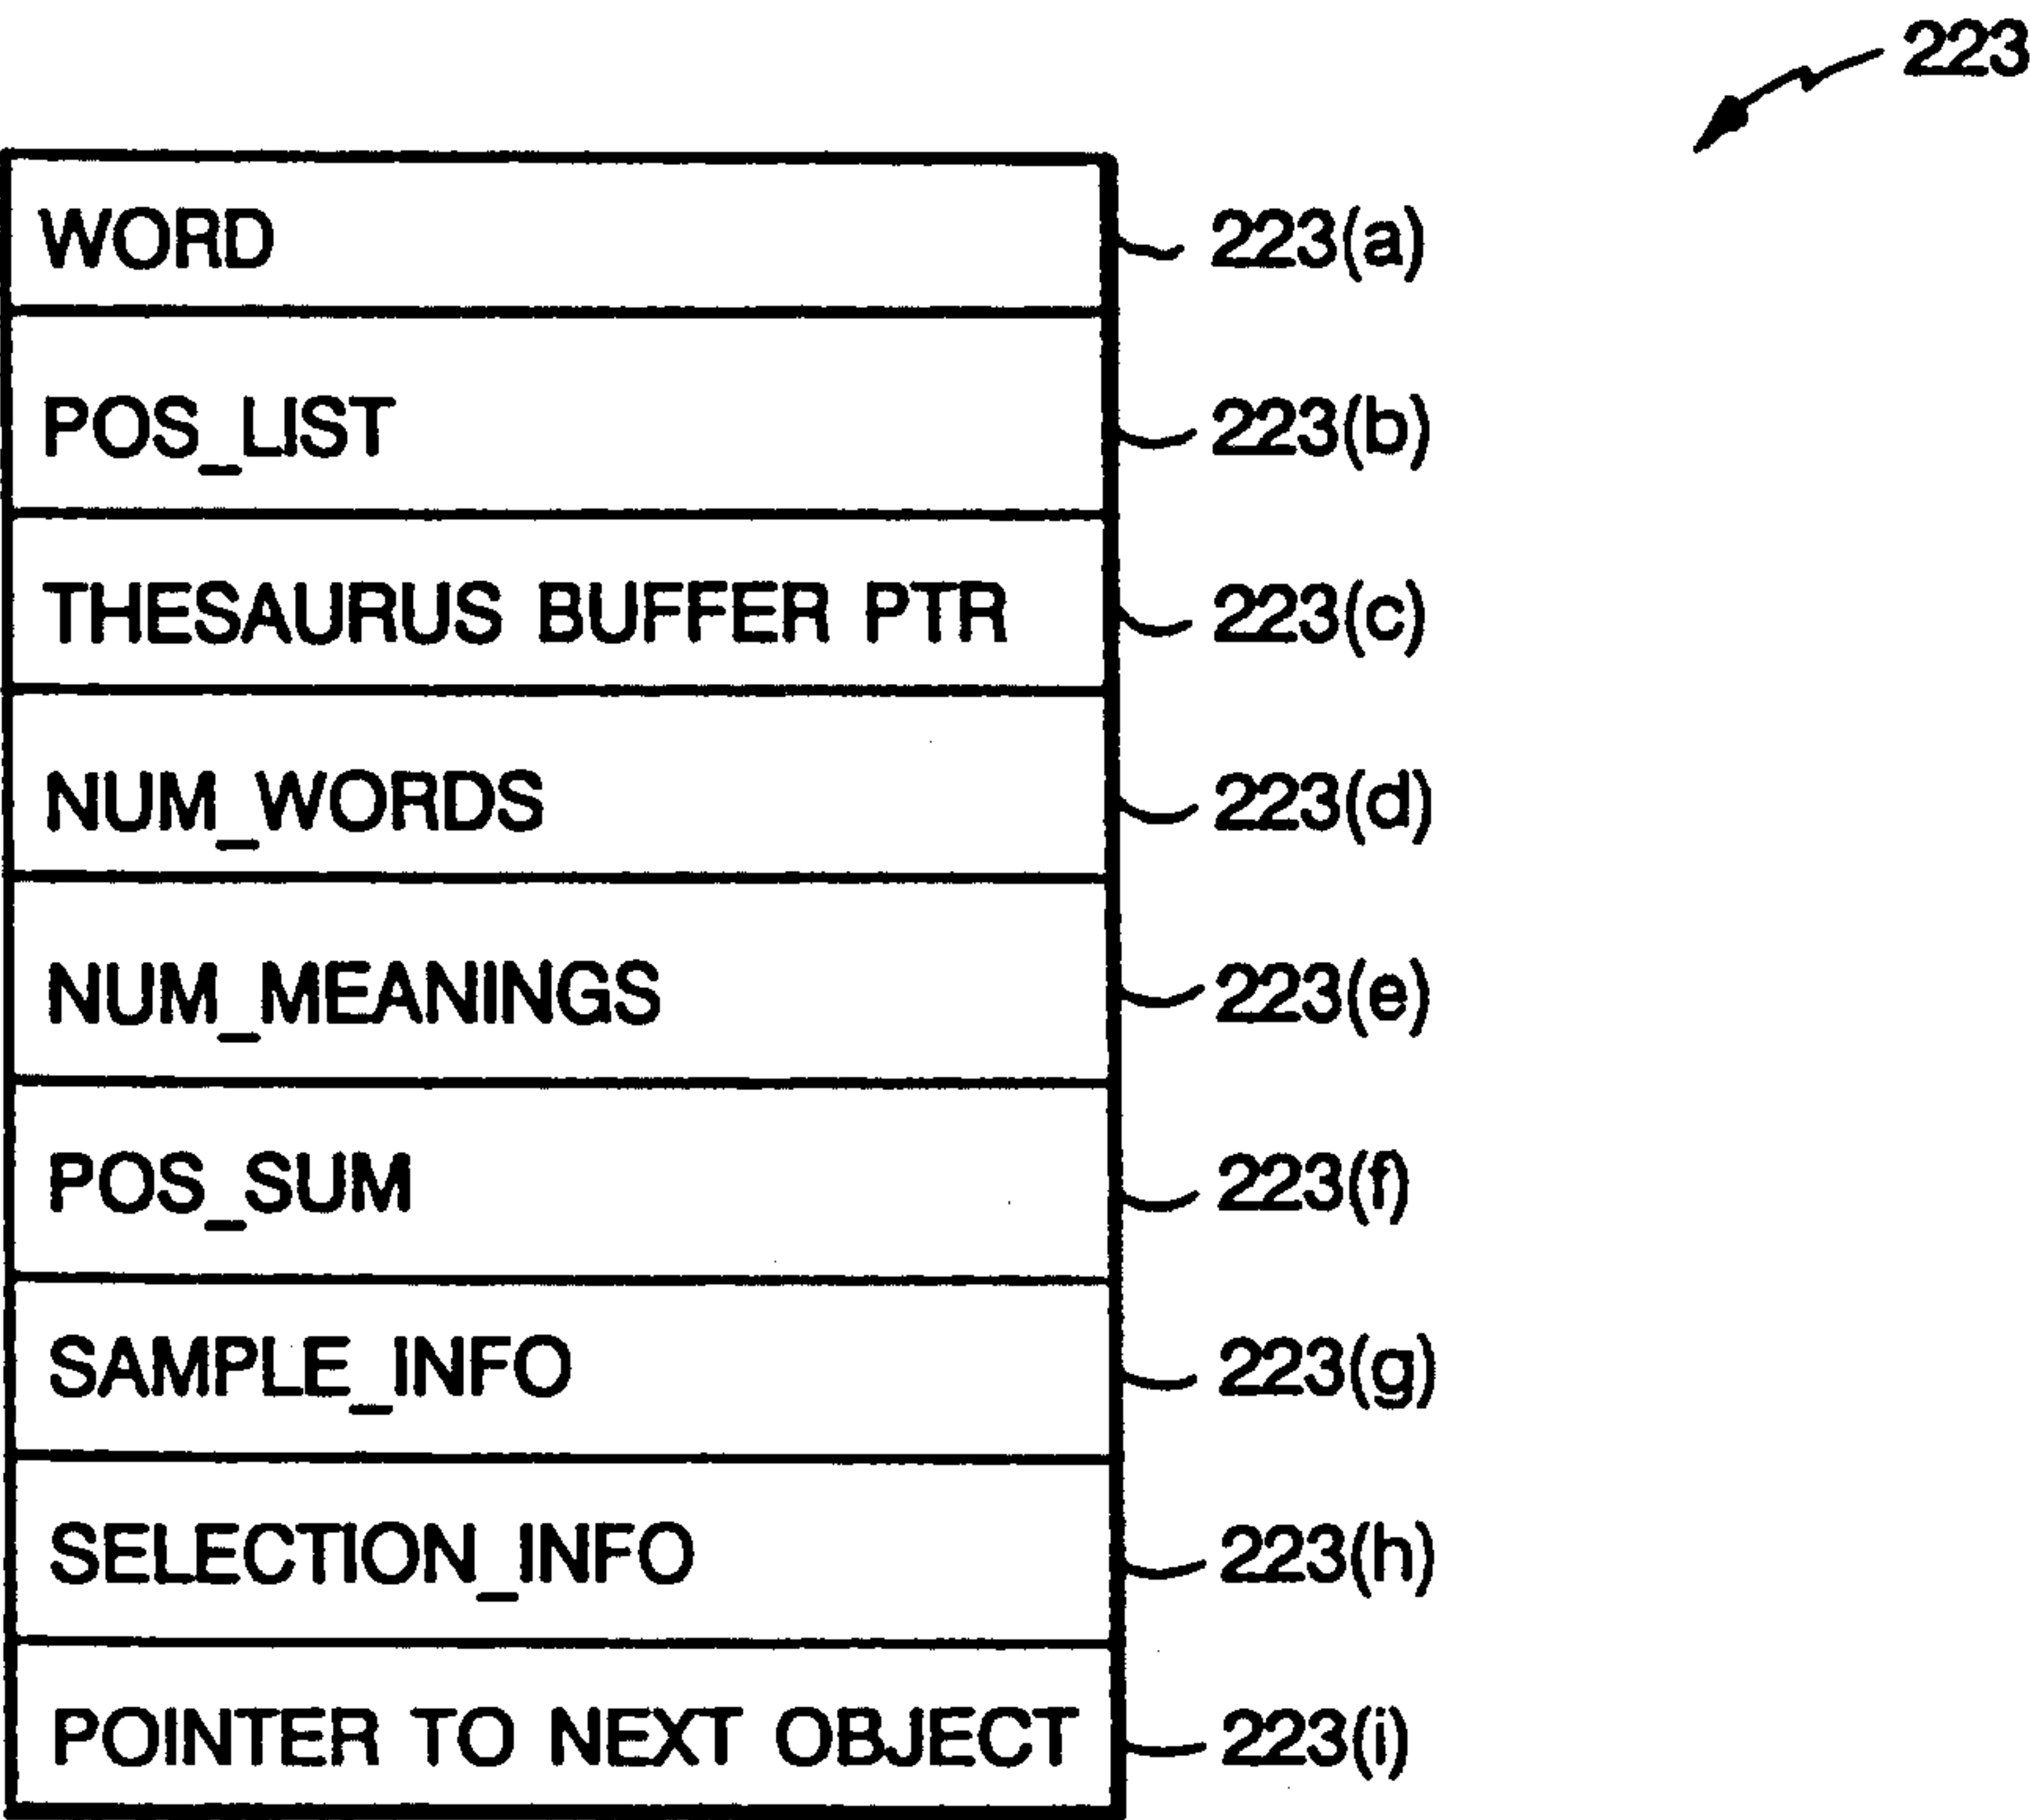 223
WORD 223(a)
POS_LIST 223(b)
THESAURUS BUFFER PTR 223(c)
NUM_WORDS 223(d)
NUM_MEANINGS 223(e)
POS_SUM 223(f)
SAMPLE_INFO 223(g)
SELECTION_INFO 223(h)
POINTER TO NEXT OBJECT 223(i)